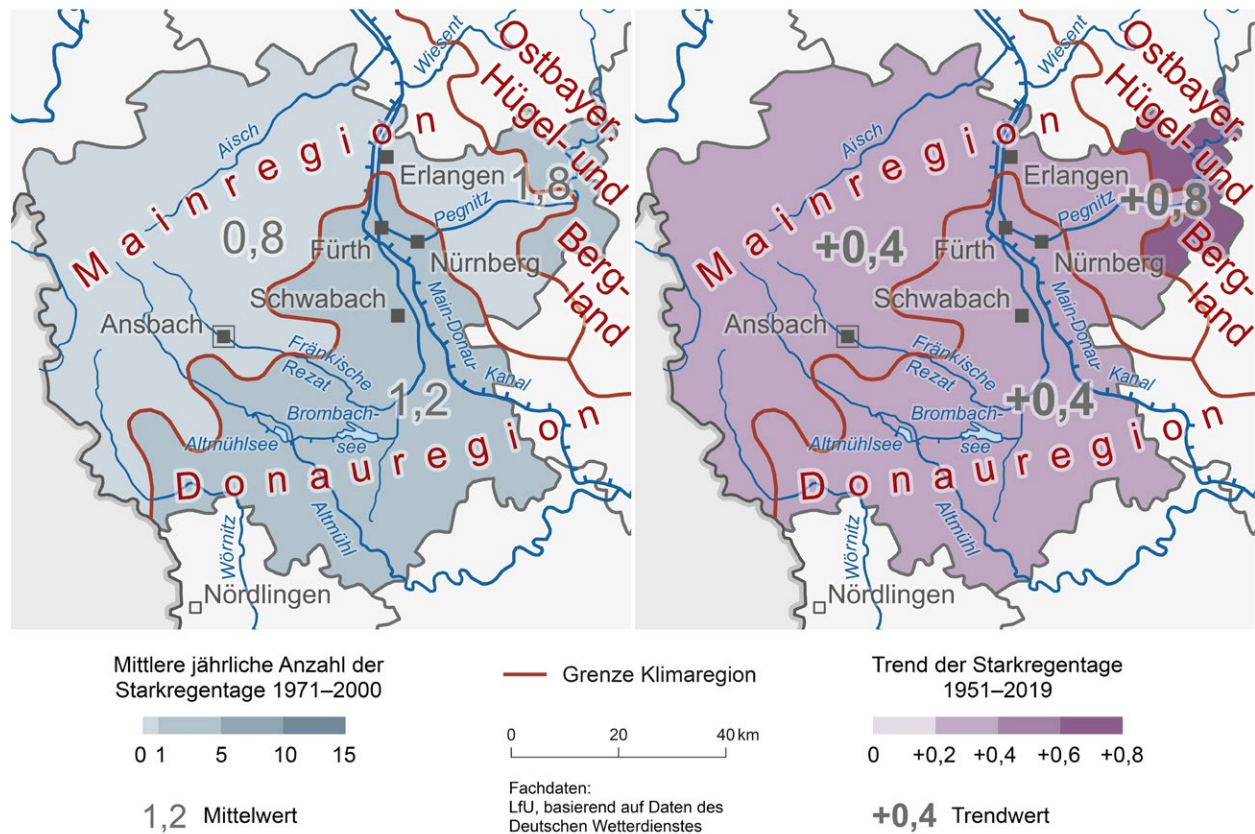 Wiesent
Ostbayer.
Hügel- und
Berg-
land
Aisch
Mainregion
Erlangen
1,8
Pegnitz
0,8
Fürth
Nürnberg
Schwabach
Main-Donau-
Kanal
Ansbach
Fränkische
Rezat
1,2
Brombach-
see
Altmühlsee
Donauregion
Altmühl
Wörnitz
Nördlingen
Wiesent
Ostbayer.
Hügel- und
Berg-
land
Aisch
Mainregion
Erlangen
+0,8
Pegnitz
+0,4
Fürth
Nürnberg
Schwabach
Main-Donau-
Kanal
Ansbach
Fränkische
Rezat
+0,4
Brombach-
see
Altmühlsee
Donauregion
Altmühl
Wörnitz
Nördlingen
Mittlere jährliche Anzahl der
Starkregentage 1971–2000
0 1 5 10 15
1,2 Mittelwert
Grenze Klimaregion
0 20 40 km
Fachdaten:
LfU, basierend auf Daten des
Deutschen Wetterdienstes
Trend der Starkregentage
1951–2019
0 +0,2 +0,4 +0,6 +0,8
+0,4 Trendwert